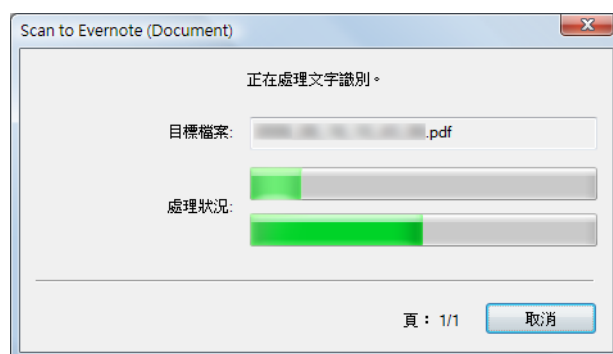 Scan to Evernote (Document)
正在處理文字識別。
目標檔案: .pdf
處理狀況:
頁： 1/1
取消